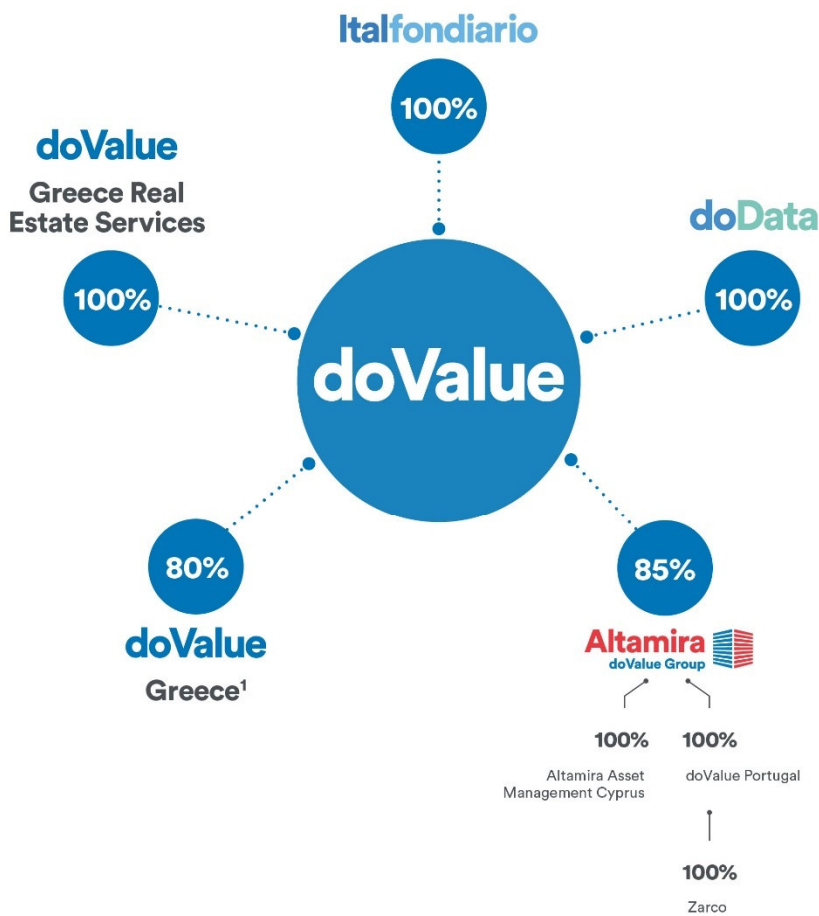 Italfondiario
100%
doValue
Greece Real
Estate Services
100%
doData
100%
doValue
80%
doValue
Greece¹
85%
Altamira
doValue Group
100%
Altamira Asset
Management Cyprus
100%
doValue Portugal
100%
Zarco